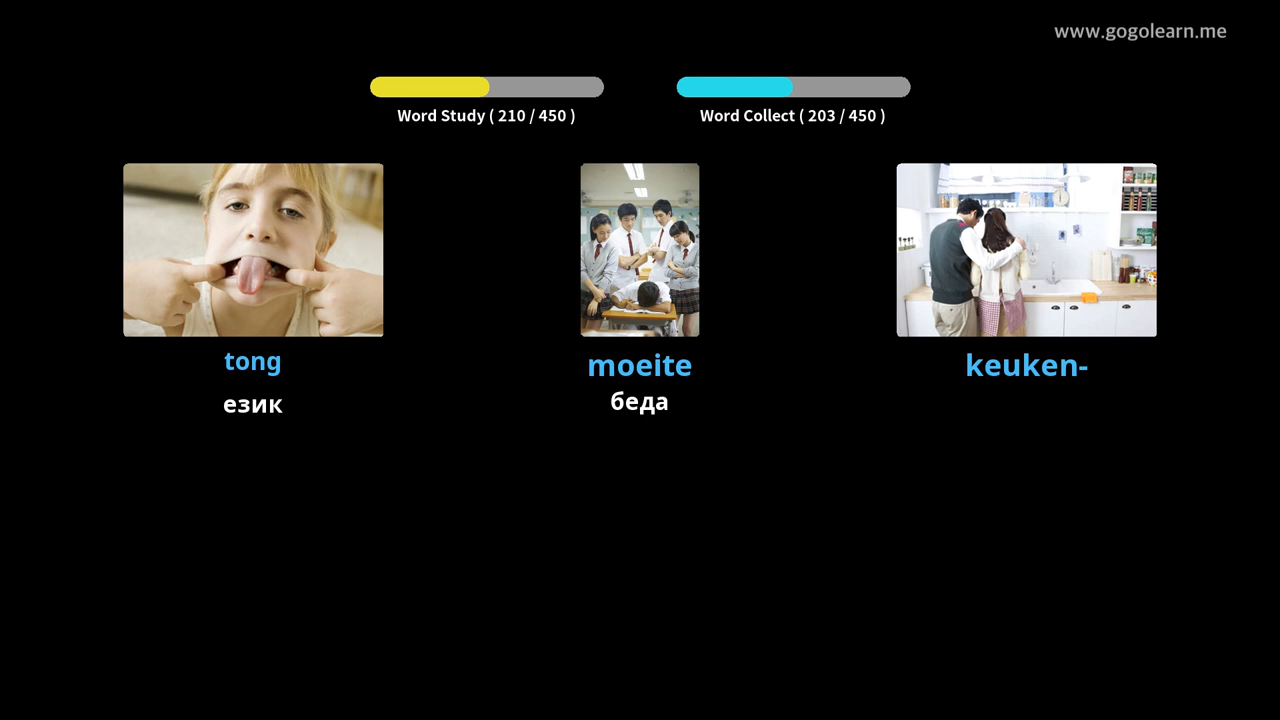 www.gogolearn.me
Word Study ( 210 / 450 )
Word Collect ( 203 / 450 )
tong
език
moeite
беда
keuken-